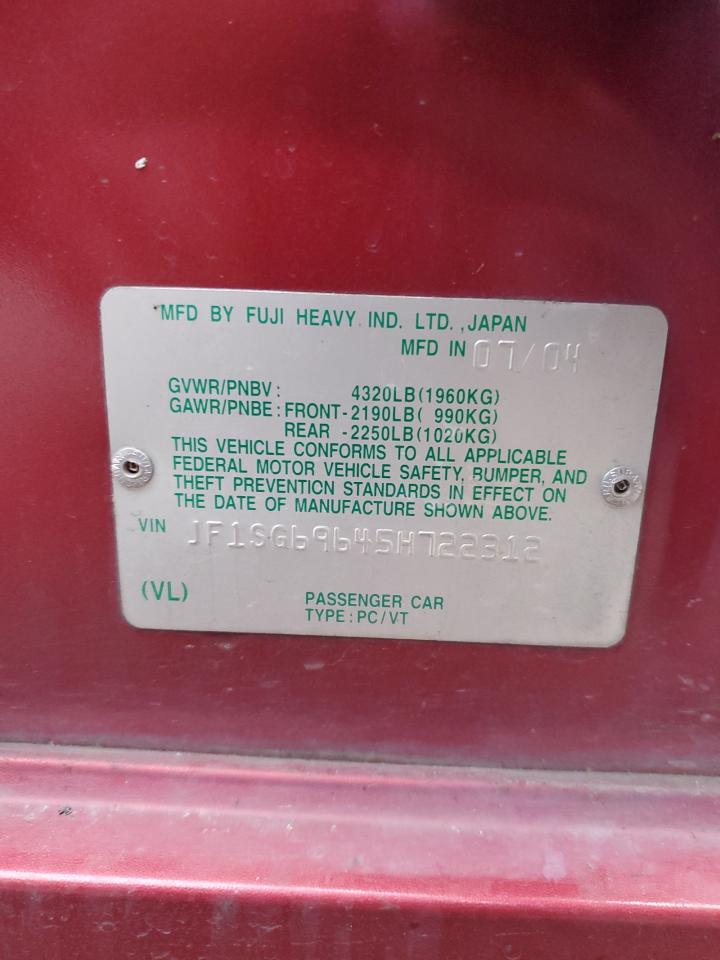 MFD BY FUJI HEAVY IND. LTD.,JAPAN
MFD IN 07/04
GVWR/PNBV: 4320LB(1960KG)
GAWR/PNBE: FRONT-2190LB( 990KG)
REAR -2250LB(1020KG)
THIS VEHICLE CONFORMS TO ALL APPLICABLE
FEDERAL MOTOR VEHICLE SAFETY, BUMPER, AND
THEFT PREVENTION STANDARDS IN EFFECT ON
THE DATE OF MANUFACTURE SHOWN ABOVE.
VIN JF1SG69645H722312
(VL) PASSENGER CAR
TYPE:PC/VT